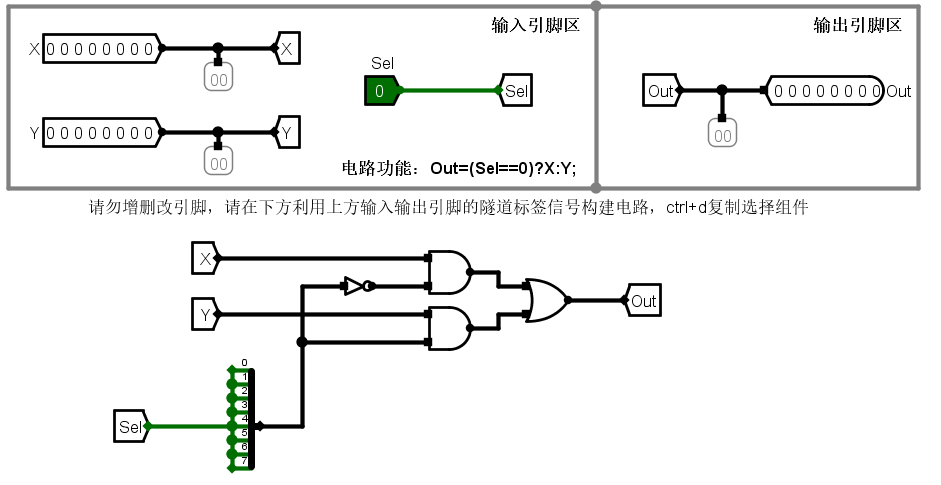 输入引脚区
输出引脚区
X 0 0 0 0 0 0 0 0 X
00
Sel
0 Sel
Out 0 0 0 0 0 0 0 0 Out
00
Y 0 0 0 0 0 0 0 0 Y
00
电路功能：Out=(Sel==0)?X:Y;
请勿增删改引脚，请在下方利用上方输入输出引脚的隧道标签信号构建电路，ctrl+d复制选择组件
X
Y
Out
0
1
2
3
4
5
6
7
Sel